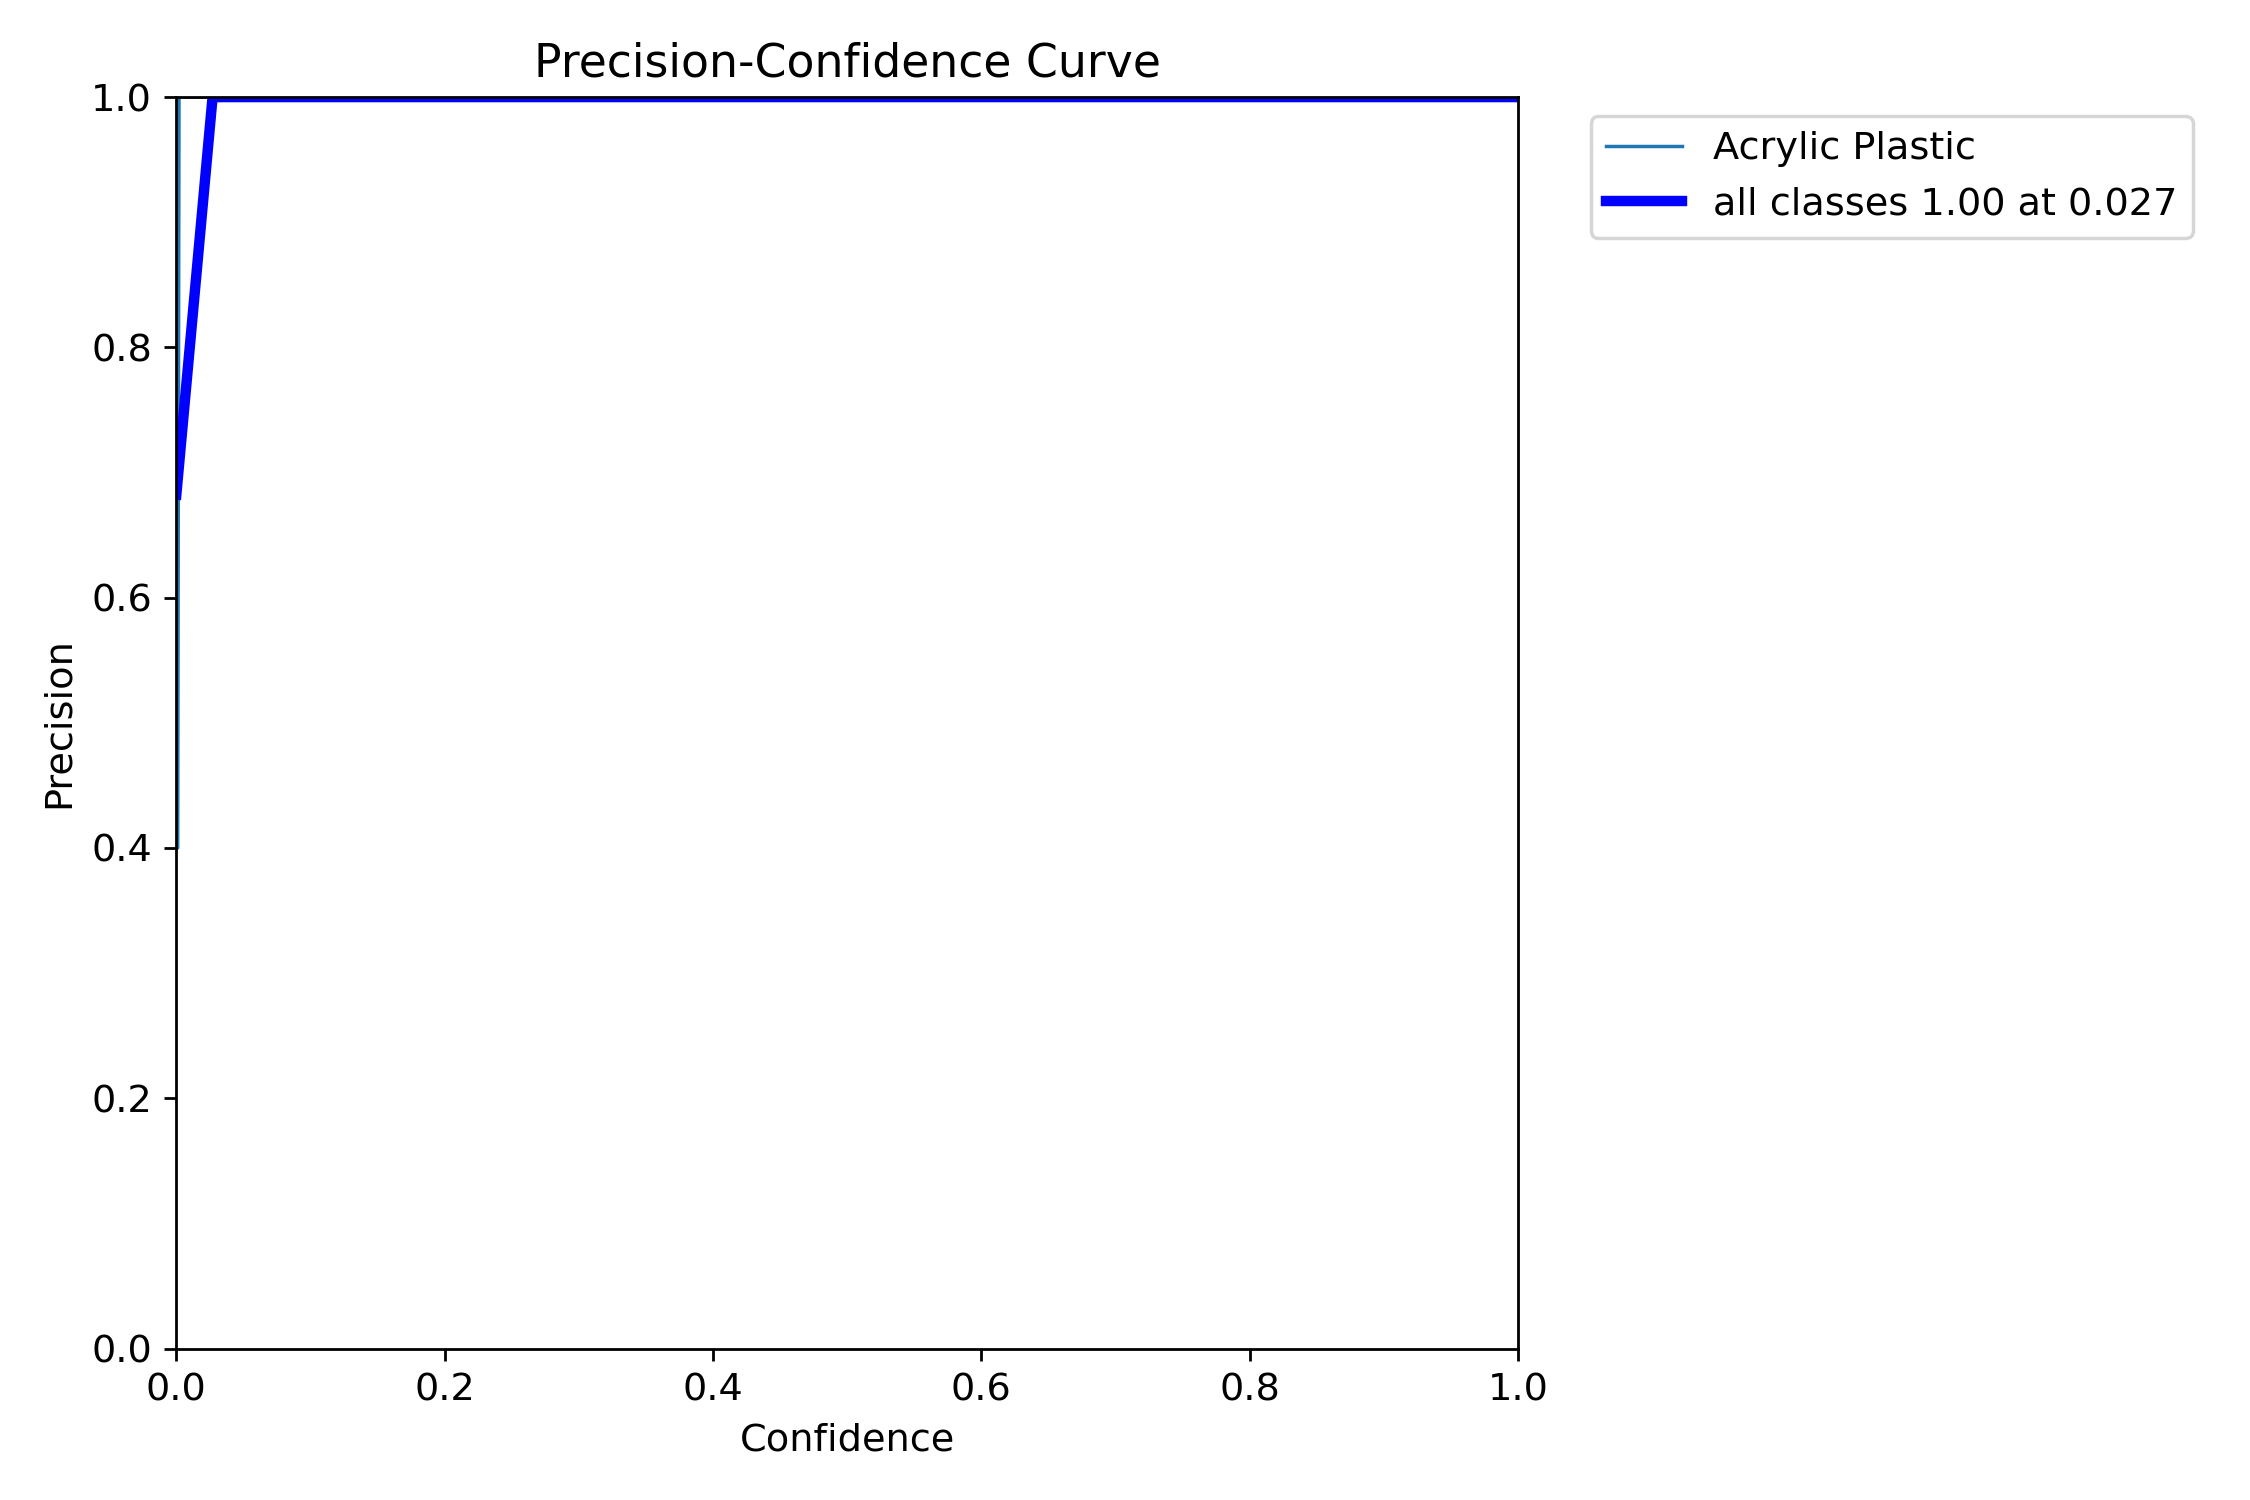 Precision-Confidence Curve
1.0
0.8
0.6
0.4
0.2
0.0
Precision
0.0 0.2 0.4 0.6 0.8 1.0
Confidence
Acrylic Plastic
all classes 1.00 at 0.027